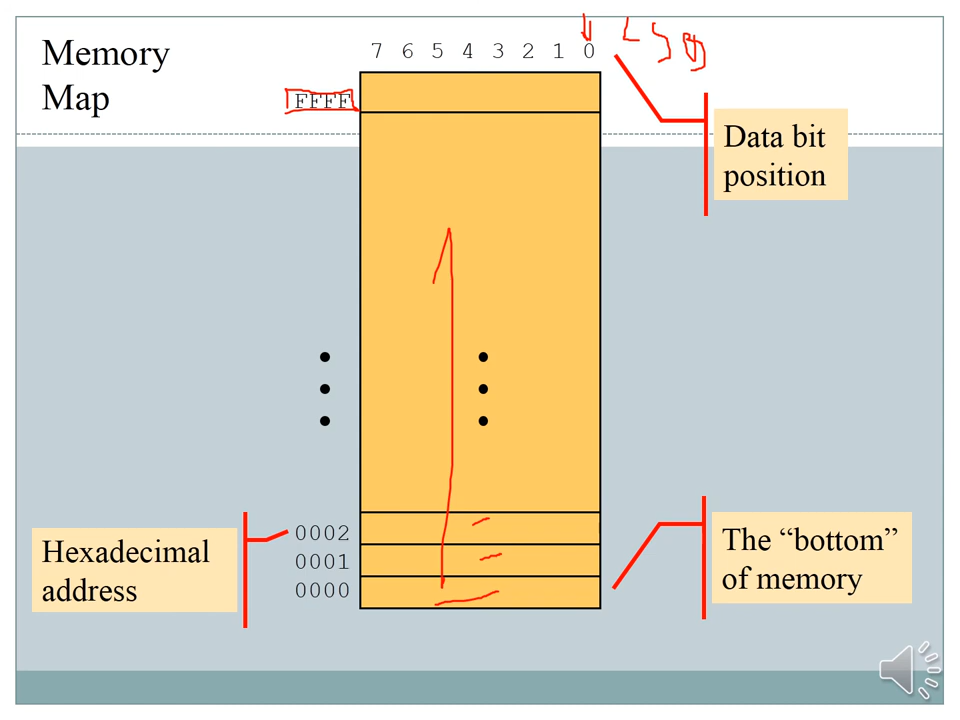 Memory
Map
7 6 5 4 3 2 1 0
LSB
FFFF
Data bit
position
0002
0001
0000
Hexadecimal
address
The “bottom”
of memory